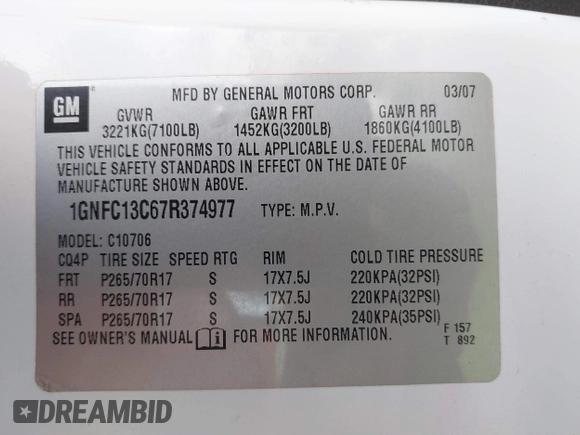 GM
®
MFD BY GENERAL MOTORS CORP. 03/07
GVWR GAWR FRT GAWR RR
3221KG(7100LB) 1452KG(3200LB) 1860KG(4100LB)
THIS VEHICLE CONFORMS TO ALL APPLICABLE U.S. FEDERAL MOTOR
VEHICLE SAFETY STANDARDS IN EFFECT ON THE DATE OF
MANUFACTURE SHOWN ABOVE.
1GNFC13C67R374977 TYPE: M.P.V.
MODEL: C10706
CQ4P TIRE SIZE SPEED RTG RIM COLD TIRE PRESSURE
FRT P265/70R17 S 17X7.5J 220KPA(32PSI)
RR P265/70R17 S 17X7.5J 220KPA(32PSI)
SPA P265/70R17 S 17X7.5J 240KPA(35PSI)
SEE OWNER'S MANUAL FOR MORE INFORMATION.
F 157
T 892
DREAMBID